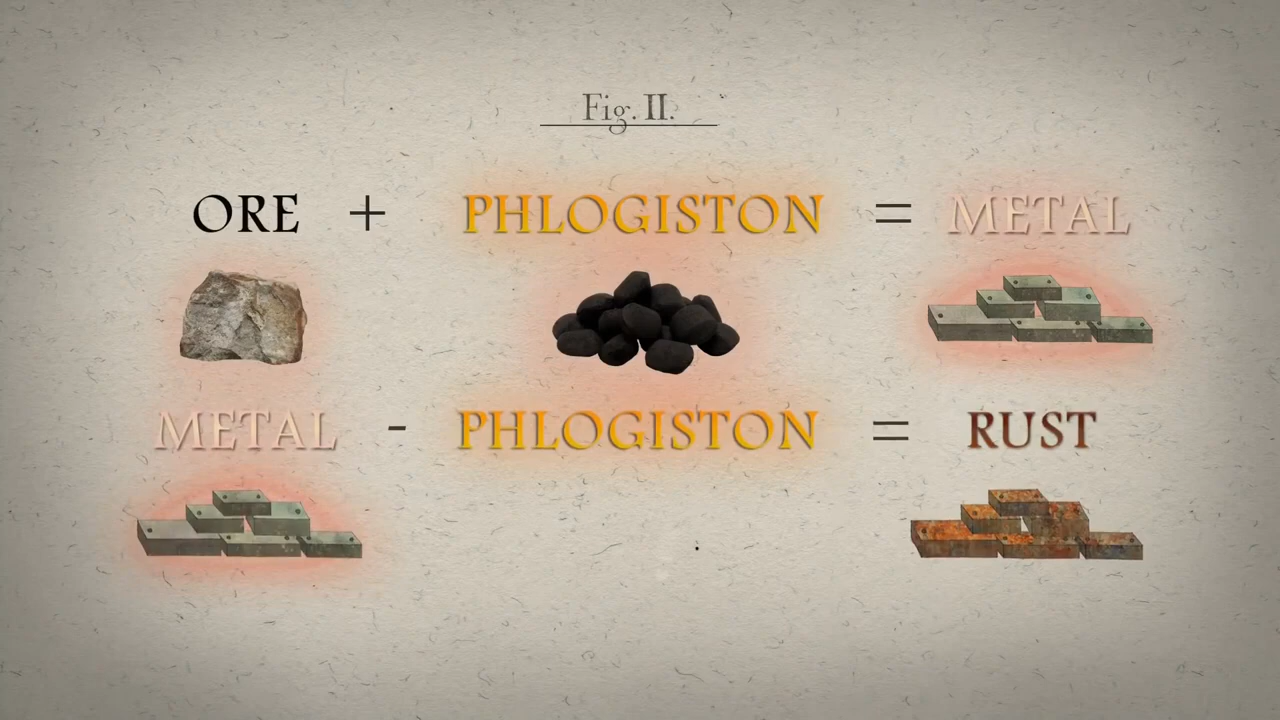 Fig. II.
ORE + PHLOGISTON = METAL
METAL - PHLOGISTON = RUST